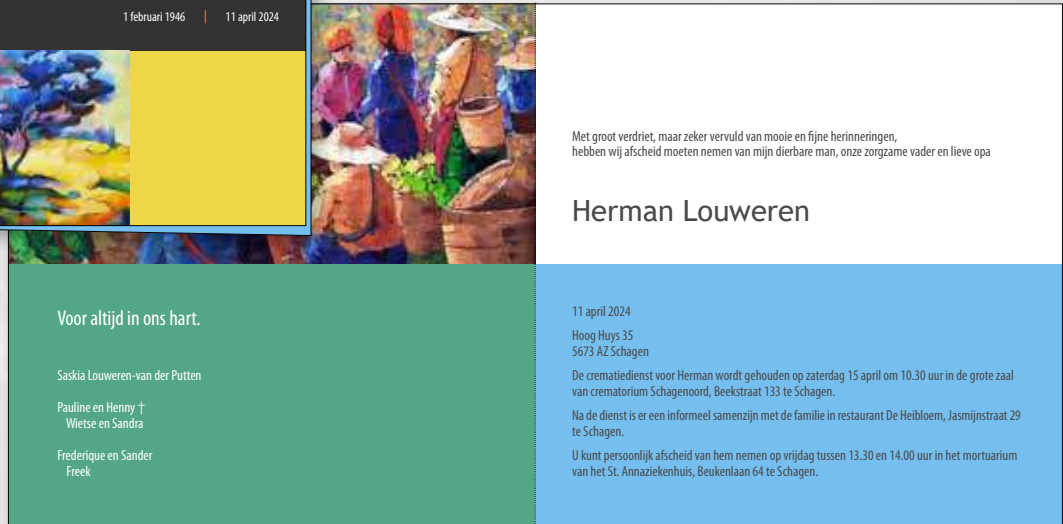 1 februari 1946 | 11 april 2024
Met groot verdriet, maar zeker vervuld van mooie en fijne herinneringen,
hebben wij afscheid moeten nemen van mijn dierbare man, onze zorgzame vader en lieve opa
Herman Louweren
Voor altijd in ons hart.
Saskia Louweren-van der Putten
Pauline en Henny †
Wietse en Sandra
Frederique en Sander
Freek
11 april 2024
Hoog Huys 35
5673 AZ Schagen
De crematiedienst voor Herman wordt gehouden op zaterdag 15 april om 10.30 uur in de grote zaal
van crematorium Schagenoord, Beekstraat 133 te Schagen.
Na de dienst is er een informeel samenzijn met de familie in restaurant De Heibloem, Jasmijnstraat 29
te Schagen.
U kunt persoonlijk afscheid van hem nemen op vrijdag tussen 13.30 en 14.00 uur in het mortuarium
van het St. Annaziekenhuis, Beukenlaan 64 te Schagen.